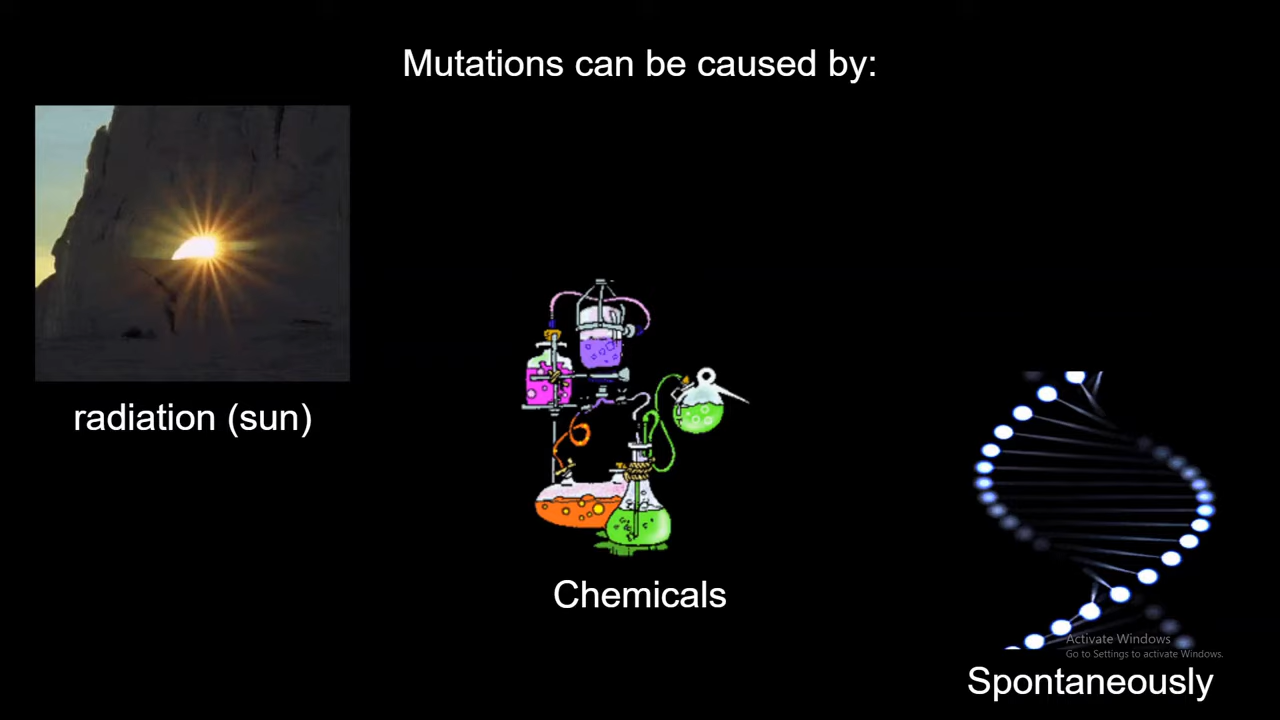 Mutations can be caused by:
radiation (sun)
Chemicals
Activate Windows
Go to Settings to activate Windows.
Spontaneously